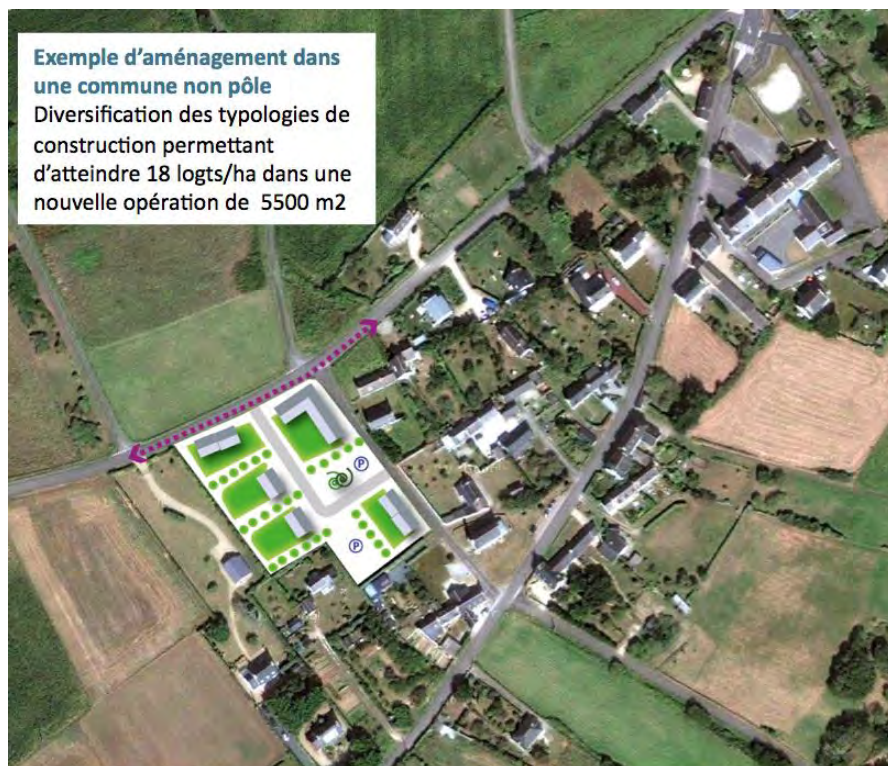 Exemple d'aménagement dans
une commune non pôle
Diversification des typologies de
construction permettant
d'atteindre 18 logts/ha dans une
nouvelle opération de  5500 m2
P
P